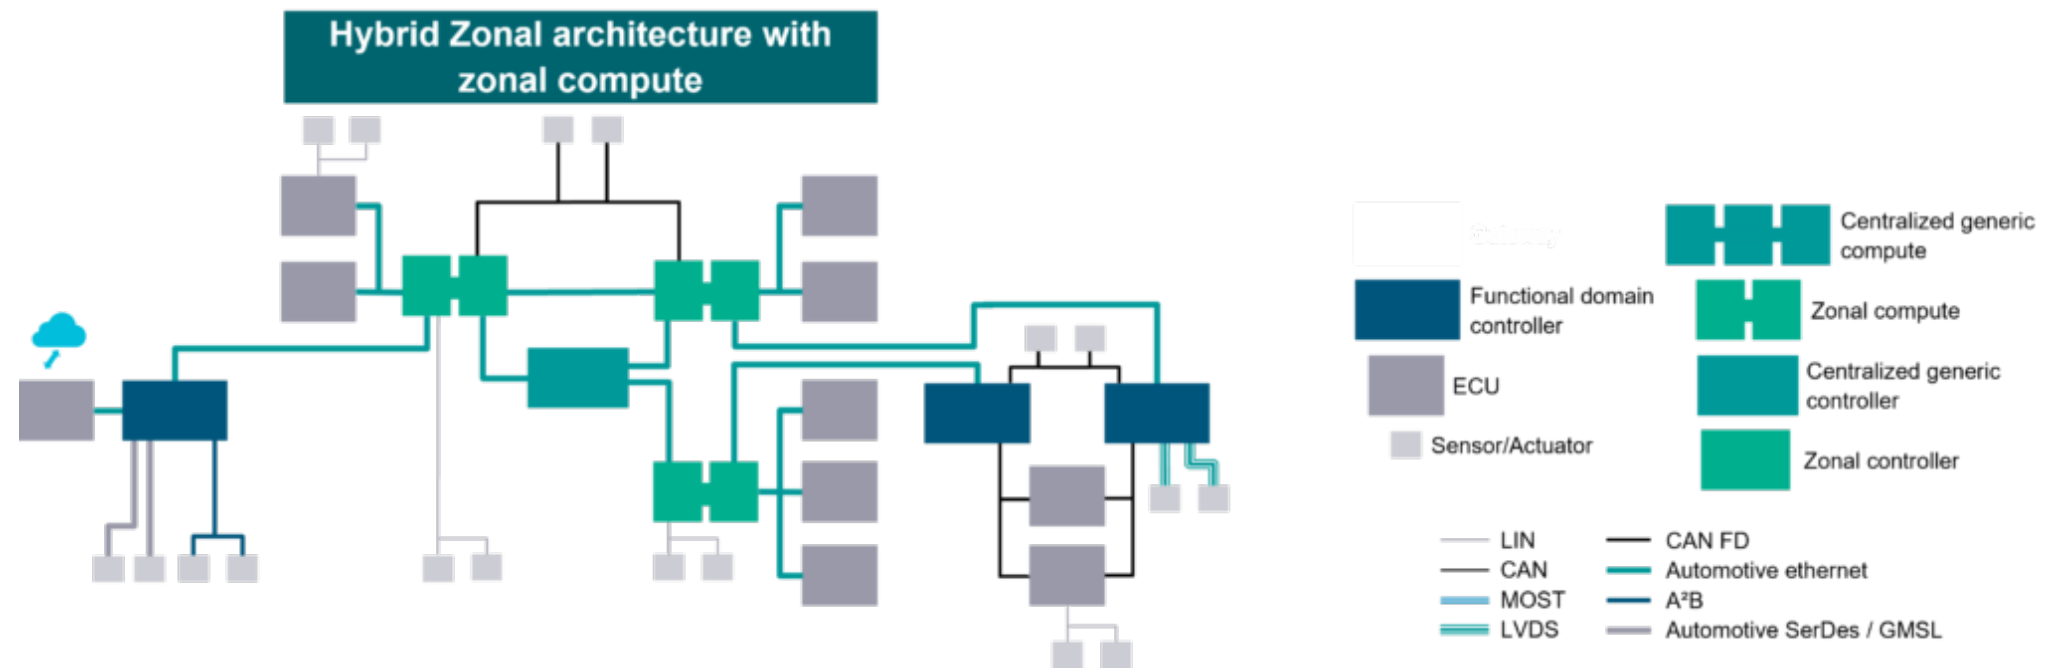 Hybrid Zonal architecture with
zonal compute
Functional domain
controller
ECU
Sensor/Actuator
Centralized generic
compute
Zonal compute
Centralized generic
controller
Zonal controller
LIN
CAN
MOST
LVDS
CAN FD
Automotive ethernet
A²B
Automotive SerDes / GMSL